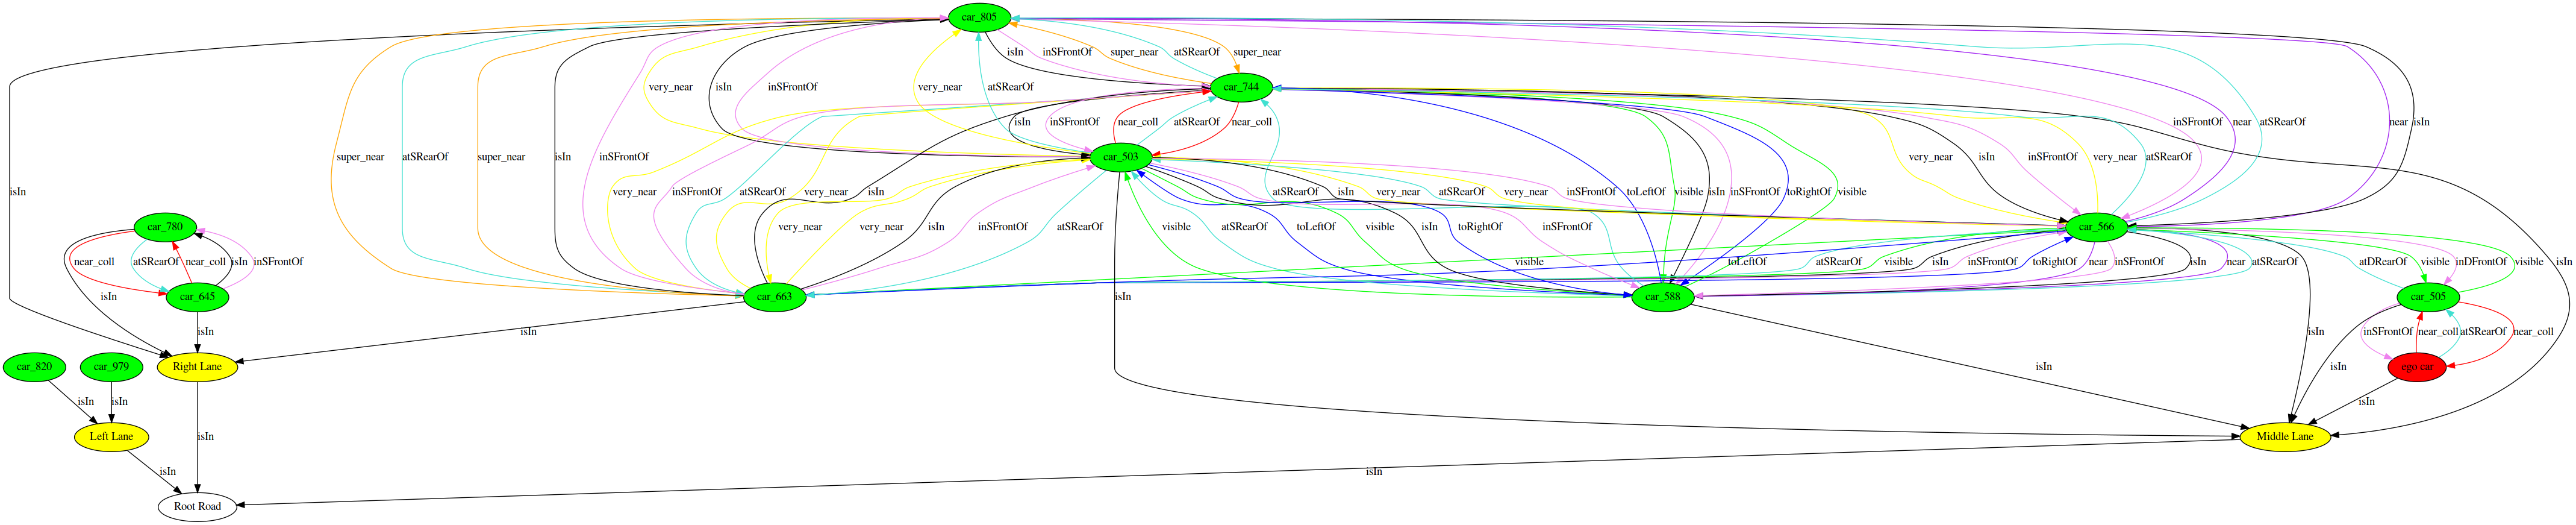 car_805
isIn inSFrontOf super_near atSRearOf super_near
car_744
very_near isIn inSFrontOf very_near atSRearOf
isIn inSFrontOf near_coll atSRearOf near_coll
inSFrontOf near atSRearOf near isIn
car_503
super_near atSRearOf super_near isIn inSFrontOf
very_near isIn inSFrontOf very_near atSRearOf
isIn
very_near inSFrontOf atSRearOf very_near isIn
atSRearOf isIn very_near atSRearOf very_near inSFrontOf toLeftOf visible isIn inSFrontOf toRightOf visible
car_780
very_near isIn inSFrontOf atSRearOf
visible atSRearOf toLeftOf visible isIn toRightOf inSFrontOf
car_566
near_coll atSRearOf near_coll isIn inSFrontOf
visible toLeftOf atSRearOf visible isIn inSFrontOf toRightOf near inSFrontOf isIn near atSRearOf
atDRearOf visible inDFrontOf visible
isIn
car_645
car_663
isIn
car_588
car_505
isIn
isIn
isIn
inSFrontOf near_coll atSRearOf near_coll
car_820
car_979
Right Lane
isIn
isIn
ego car
isIn
isIn
isIn
Left Lane
isIn
Middle Lane
isIn
isIn
Root Road